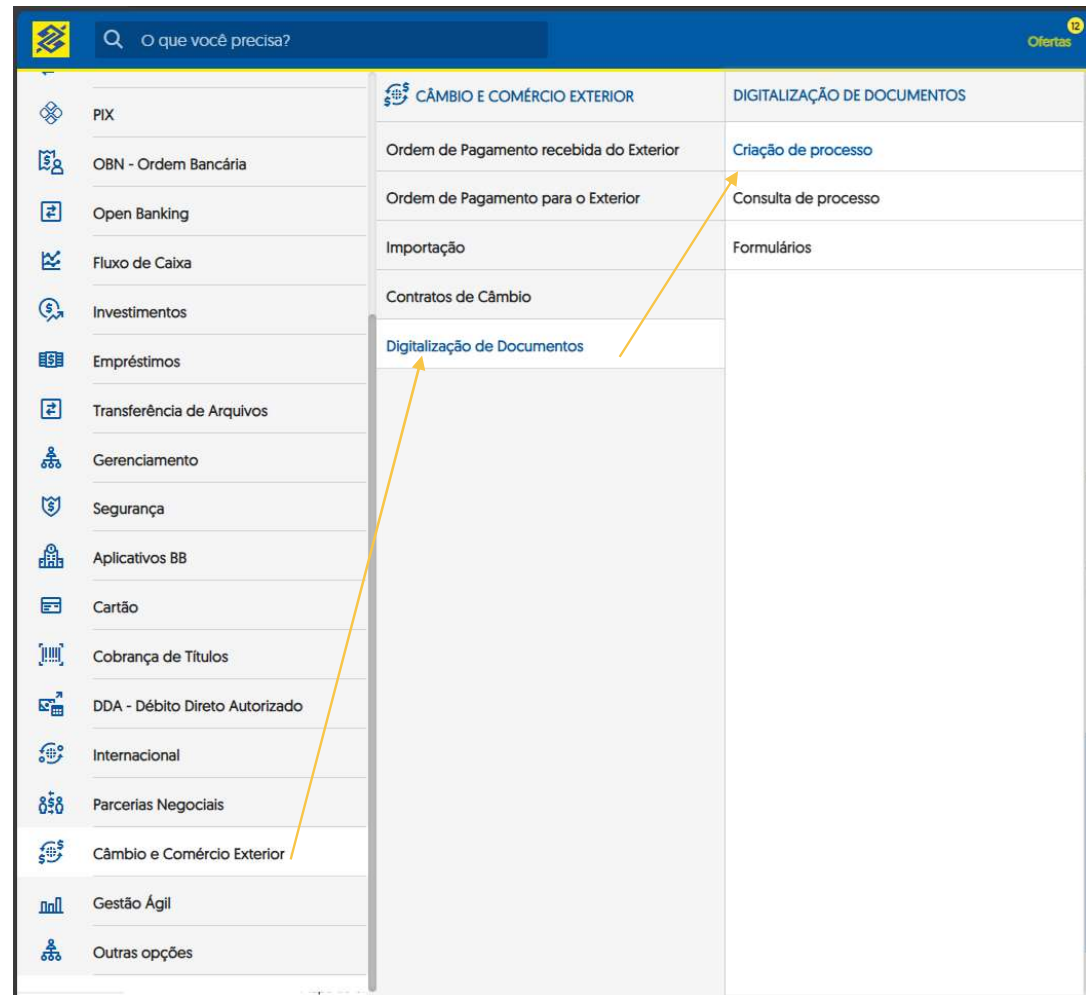 O que você precisa?
12
Ofertas
PIX
OBN - Ordem Bancária
Open Banking
Fluxo de Caixa
Investimentos
Empréstimos
Transferência de Arquivos
Gerenciamento
Segurança
Aplicativos BB
Cartão
Cobrança de Títulos
DDA - Débito Direto Autorizado
Internacional
Parcerias Negociais
Câmbio e Comércio Exterior
Gestão Ágil
Outras opções
CÂMBIO E COMÉRCIO EXTERIOR
Ordem de Pagamento recebida do Exterior
Ordem de Pagamento para o Exterior
Importação
Contratos de Câmbio
Digitalização de Documentos
DIGITALIZAÇÃO DE DOCUMENTOS
Criação de processo
Consulta de processo
Formulários